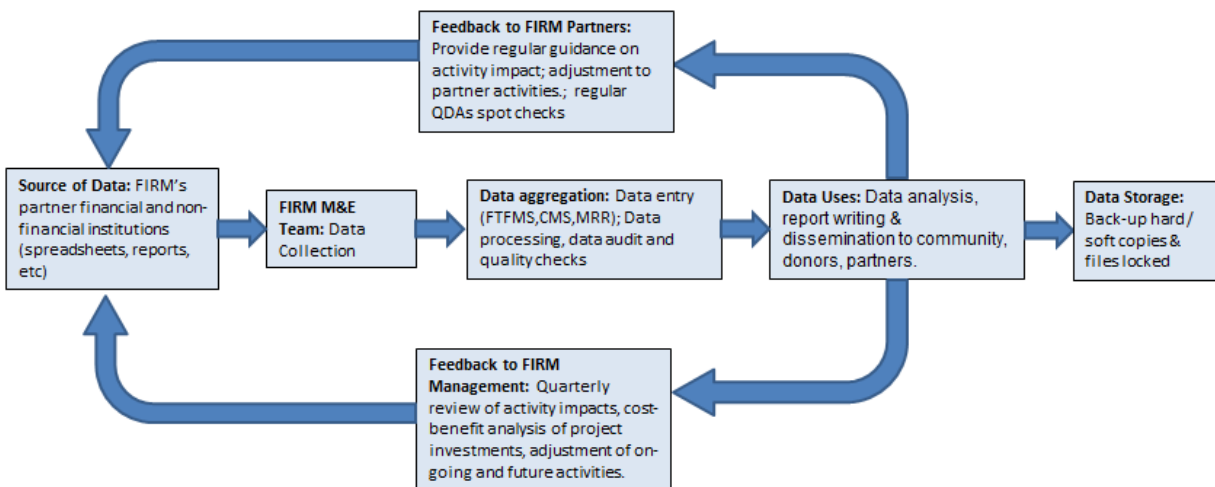 Feedback to FIRM Partners:
Provide regular guidance on
activity impact; adjustment to
partner activities.; regular
QDAs spot checks
Source of Data: FIRM's
partner financial and non-
financial institutions
(spreadsheets, reports,
etc)
FIRM M&E
Team: Data
Collection
Data aggregation: Data entry
(FTFMS,CMS,MRR); Data
processing, data audit and
quality checks
Data Uses: Data analysis,
report writing &
dissemination to community,
donors, partners.
Data Storage:
Back-up hard /
soft copies &
files locked
Feedback to FIRM
Management: Quarterly
review of activity impacts, cost-
benefit analysis of project
investments, adjustment of on-
going and future activities.